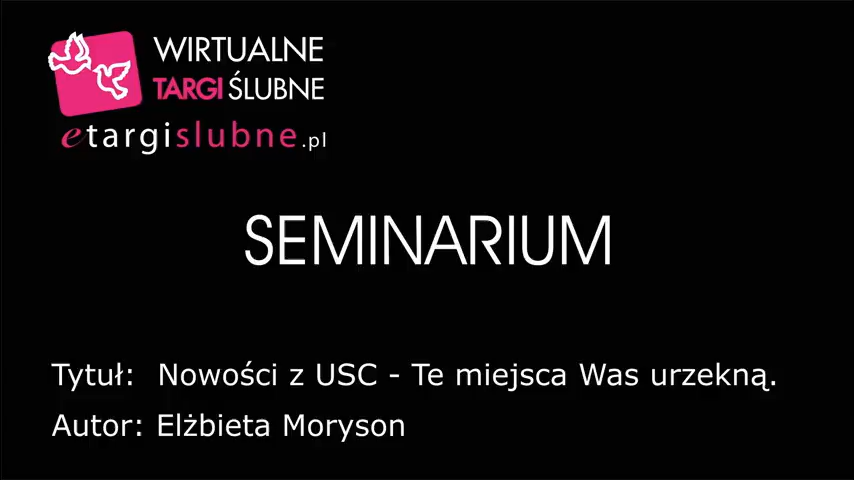 WIRTUALNE
TARGI ŚLUBNE
etargislubne.pl
SEMINARIUM
Tytuł: Nowości z USC - Te miejsca Was urzekną.
Autor: Elżbieta Moryson